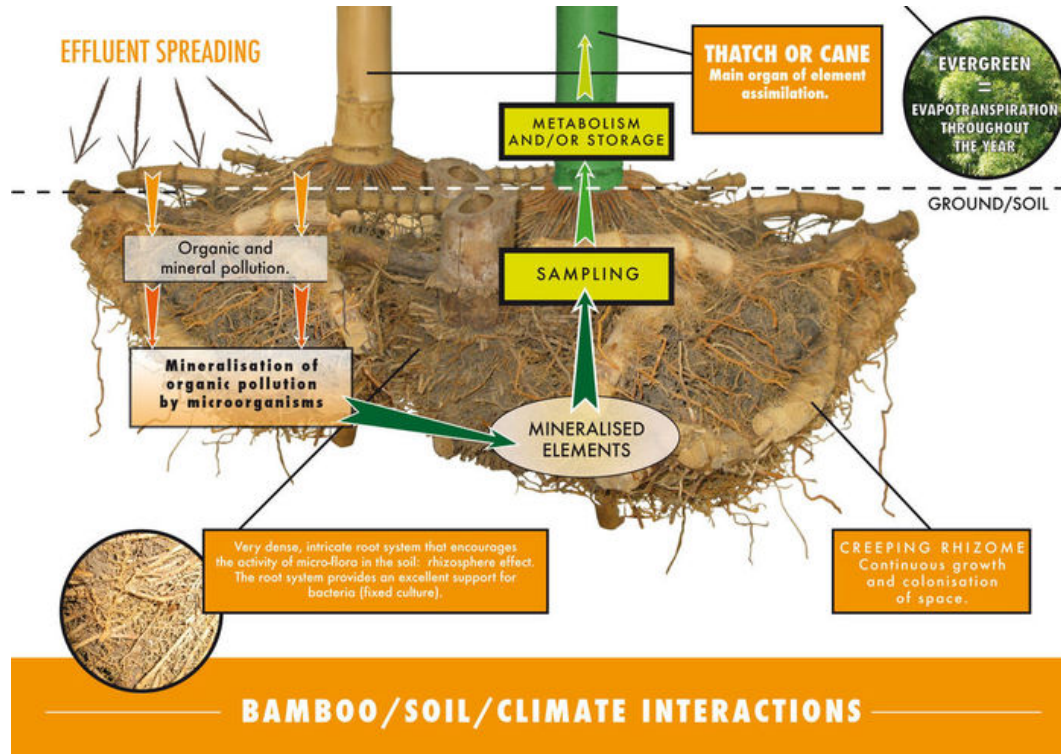 EFFLUENT SPREADING
THATCH OR CANE
Main organ of element
assimilation.
EVERGREEN
=
EVAPOTRANSPIRATION
THROUGHOUT
THE YEAR
METABOLISM
AND/OR STORAGE
GROUND/SOIL
Organic and
mineral pollution.
SAMPLING
Mineralisation of
organic pollution
by microorganisms
MINERALISED
ELEMENTS
Very dense, intricate root system that encourages
the activity of micro-flora in the soil: rhizosphere effect.
The root system provides an excellent support for
bacteria (fixed culture).
CREEPING RHIZOME
Continuous growth
and colonisation
of space.
BAMBOO/SOIL/CLIMATE INTERACTIONS